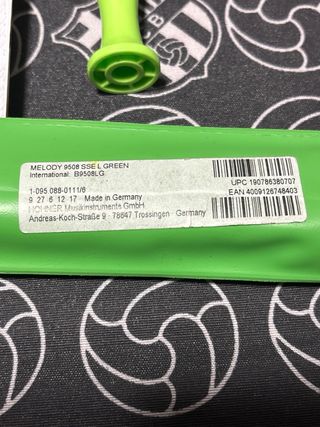 FCB
MELODY 9508 SSE L GREEN
International: B9508LG
UPC 190786380707
1-095.088-0111/6
EAN 4009126748403
9 27 6 12 17 Made in Germany
HOHNER Musikinstrumente GmbH
Andreas-Koch-Straße 9 · 78647 Trossingen · Germany